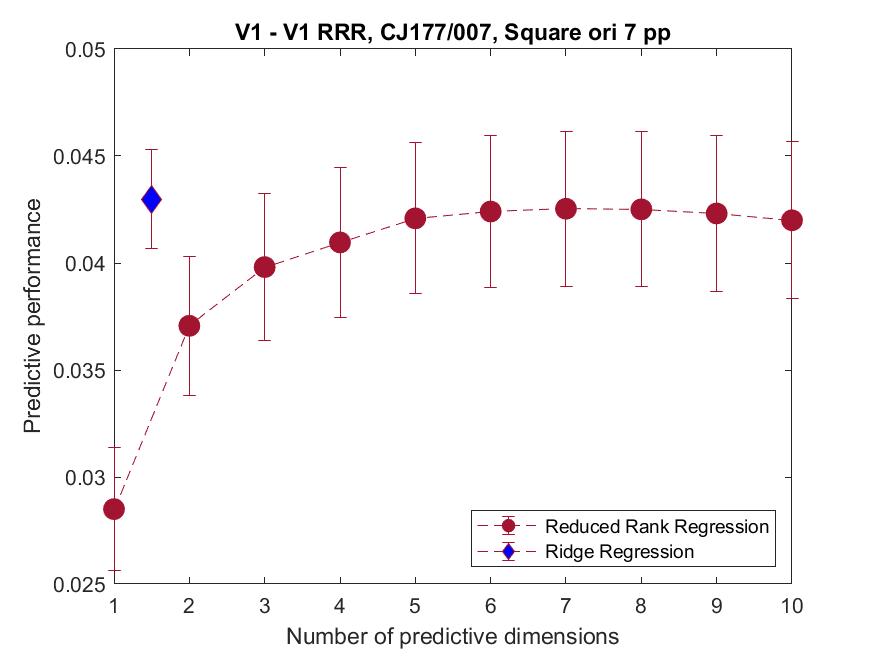 V1 - V1 RRR, CJ177/007, Square ori 7 pp
0.05
0.045
0.04
0.035
0.03
0.025
Predictive performance
1 2 3 4 5 6 7 8 9 10
Number of predictive dimensions
Reduced Rank Regression
Ridge Regression